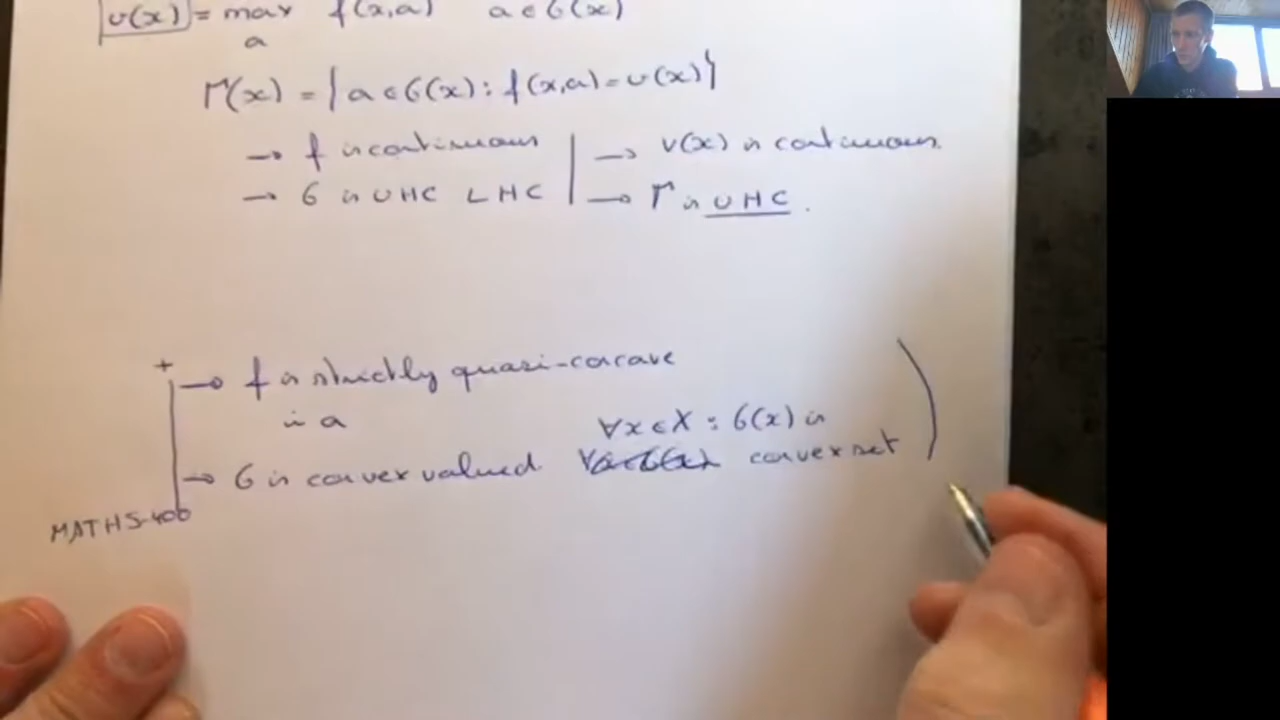 v(x) = max f(x,a) a ∈ G(x)
a
Γ(x) = { a ∈ G(x) : f(x,a) = v(x) }
→ f is continuous | → v(x) is continuous.
→ G is UHC LHC | → Γ is UHC.
+
→ f is strictly quasi-concave
in a
∀x ∈ X : G(x) is
→ G is convex valued convex set
MATHS-400